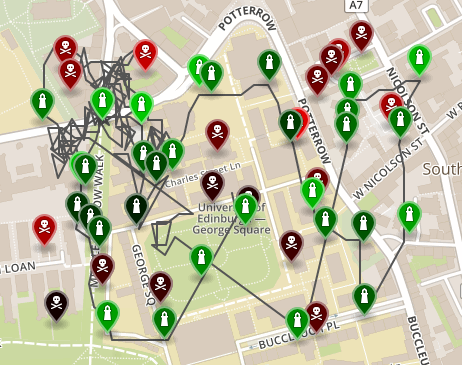 A7
POTTERROW
NICOLSON ST
POTTERROW
W NICOLSON ST
South
Charles Street Ln
University of
Edinburgh —
George Square
GEORGE SQ
LOAN
BUCCLEUCH PL
BUCCLEU